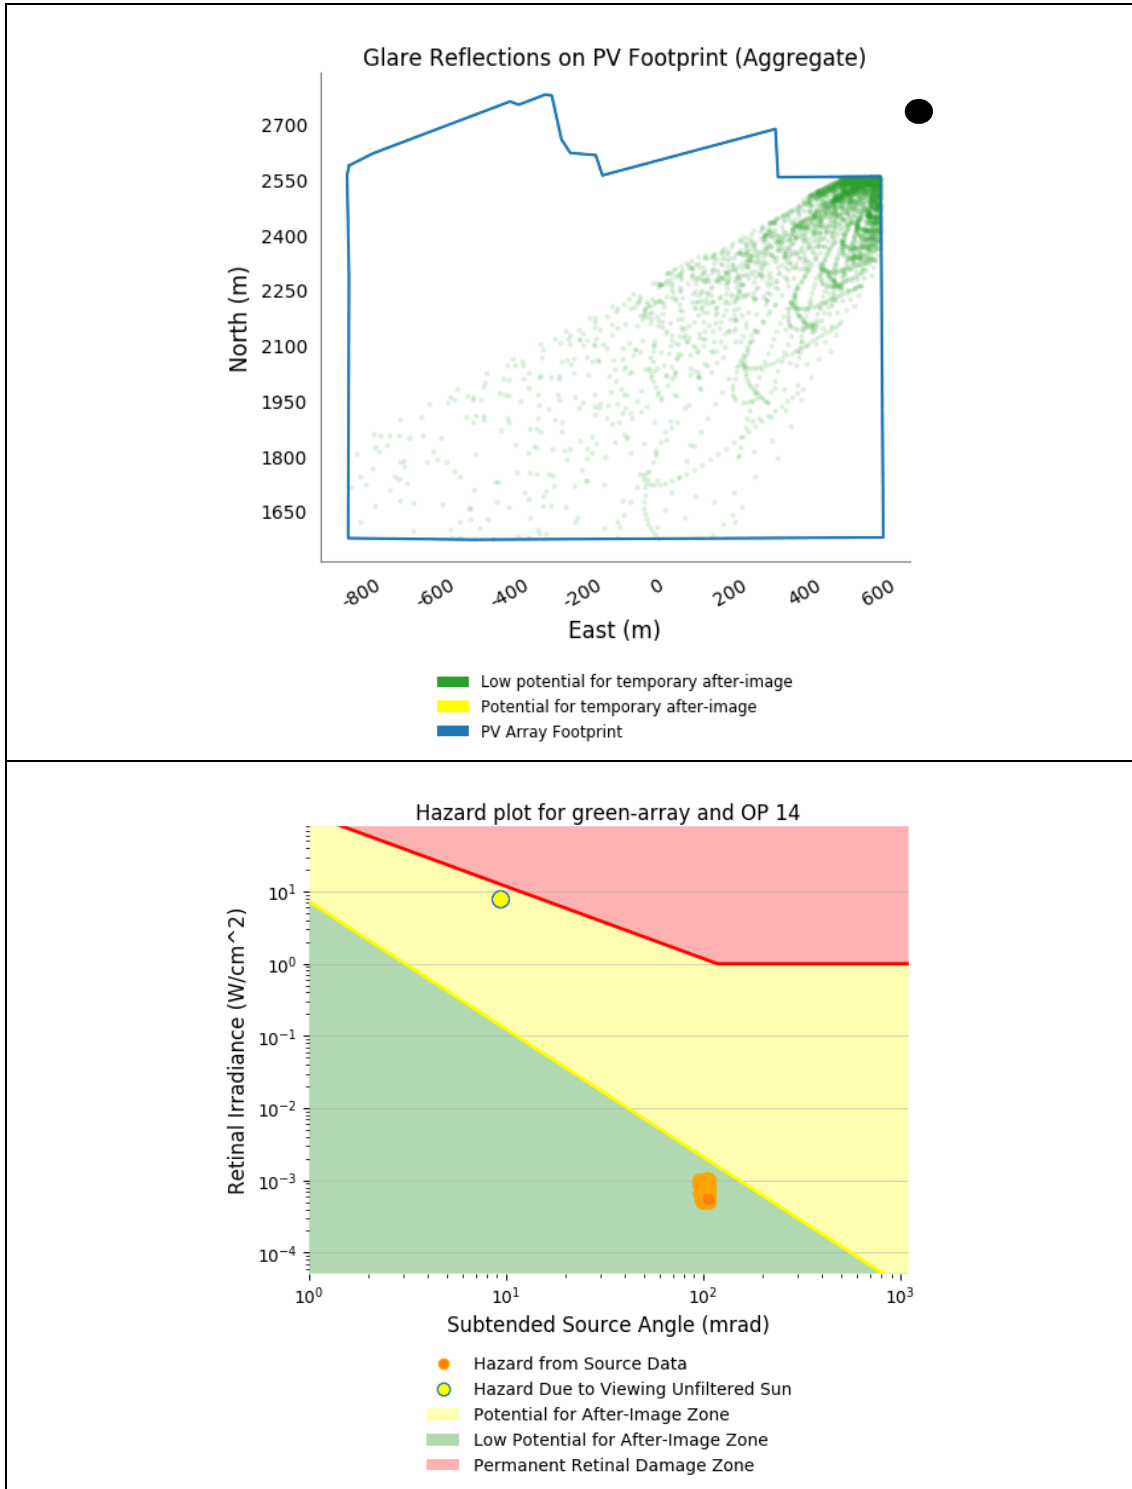 Glare Reflections on PV Footprint (Aggregate)
2700
2550
2400
2250
2100
1950
1800
1650
North (m)
-800 -600 -400 -200 0 200 400 600
East (m)
Low potential for temporary after-image
Potential for temporary after-image
PV Array Footprint
Hazard plot for green-array and OP 14
10^1
10^0
10^-1
10^-2
10^-3
10^-4
Retinal Irradiance (W/cm^2)
10^0 10^1 10^2 10^3
Subtended Source Angle (mrad)
Hazard from Source Data
Hazard Due to Viewing Unfiltered Sun
Potential for After-Image Zone
Low Potential for After-Image Zone
Permanent Retinal Damage Zone